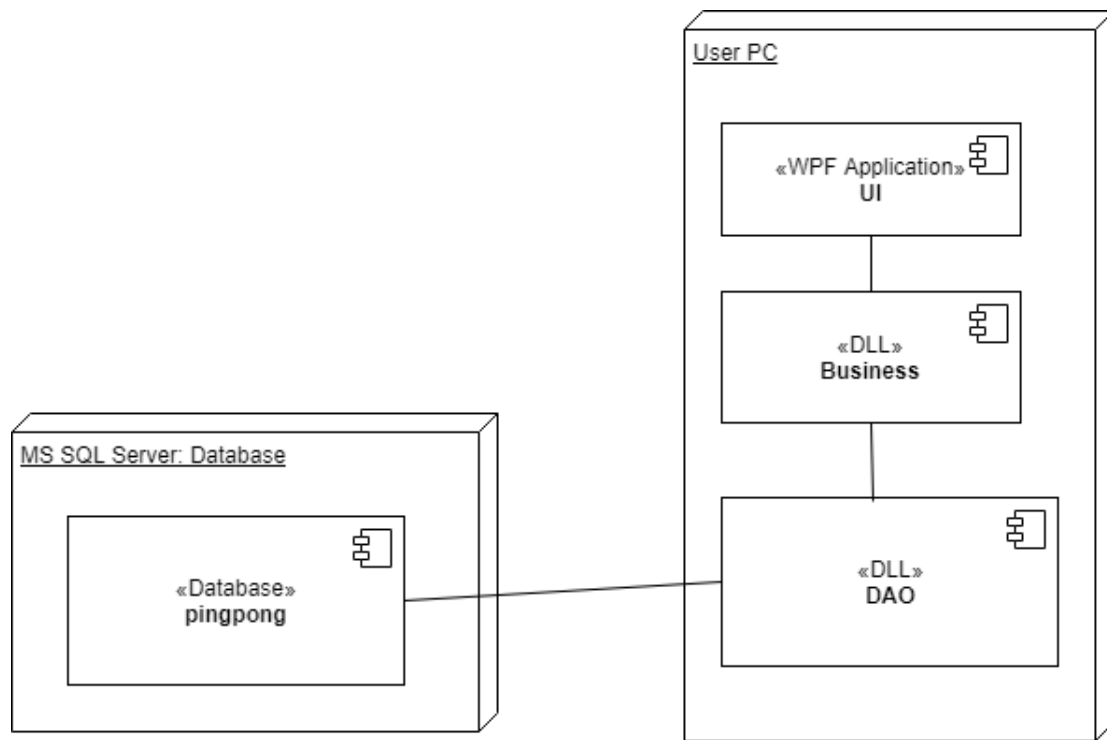 User PC
«WPF Application»
UI
«DLL»
Business
MS SQL Server: Database
«Database»
pingpong
«DLL»
DAO